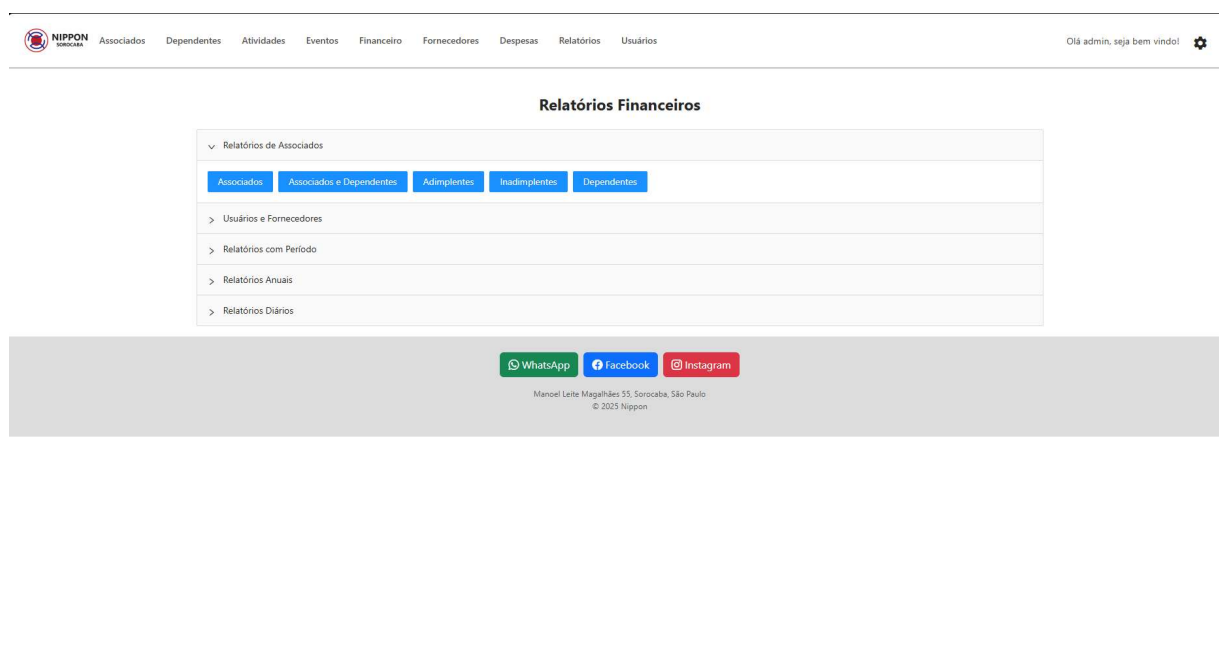 NIPPON
SOROCABA
Associados Dependentes Atividades Eventos Financeiro Fornecedores Despesas Relatórios Usuários
Olá admin, seja bem vindo!
Relatórios Financeiros
Relatórios de Associados
Associados Associados e Dependentes Adimplentes Inadimplentes Dependentes
Usuários e Fornecedores
Relatórios com Período
Relatórios Anuais
Relatórios Diários
WhatsApp Facebook Instagram
Manoel Leite Magalhães 55, Sorocaba, São Paulo
© 2025 Nippon